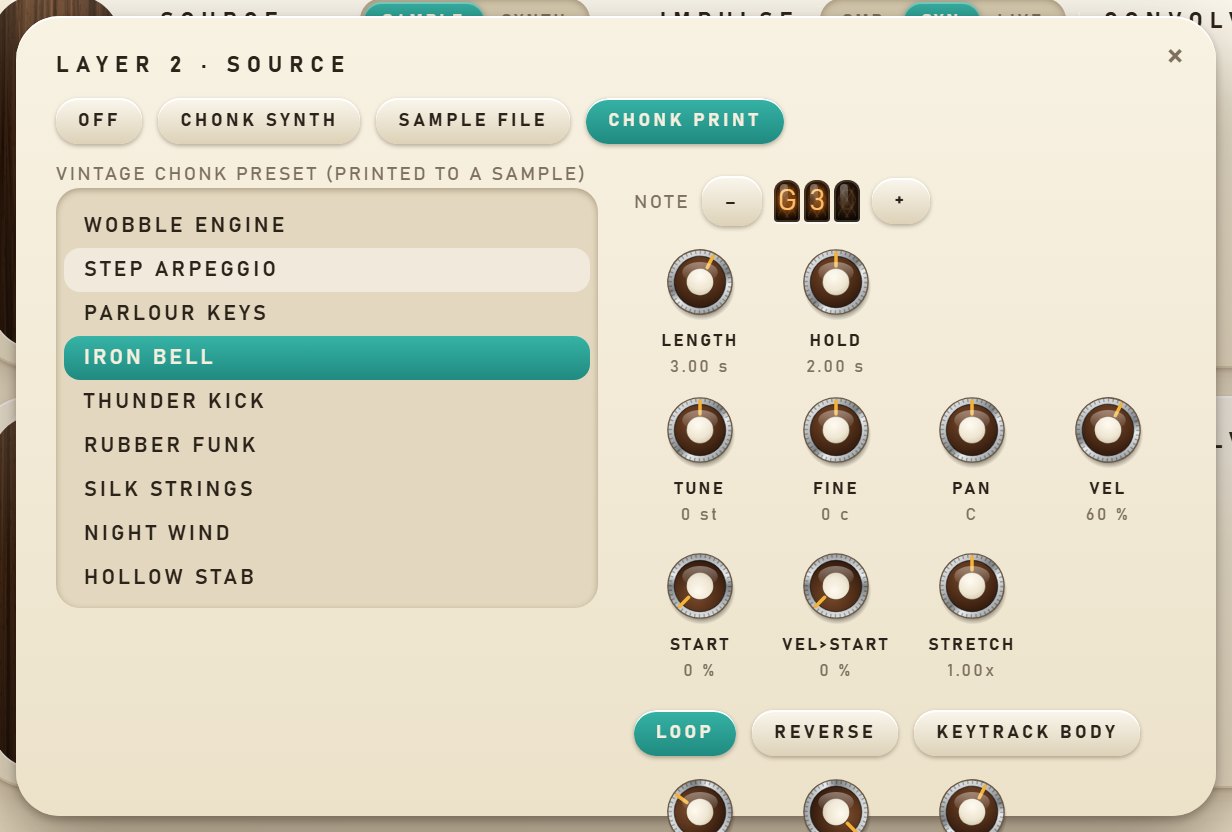 SOURCE
LAYER 2 · SOURCE
×
OFF
CHONK SYNTH
SAMPLE FILE
CHONK PRINT
VINTAGE CHONK PRESET (PRINTED TO A SAMPLE)
WOBBLE ENGINE
STEP ARPEGGIO
PARLOUR KEYS
IRON BELL
THUNDER KICK
RUBBER FUNK
SILK STRINGS
NIGHT WIND
HOLLOW STAB
NOTE – G3 +
LENGTH HOLD
3.00 s 2.00 s
TUNE FINE PAN VEL
0 st 0 c C 60 %
START VEL>START STRETCH
0 % 0 % 1.00x
LOOP REVERSE KEYTRACK BODY